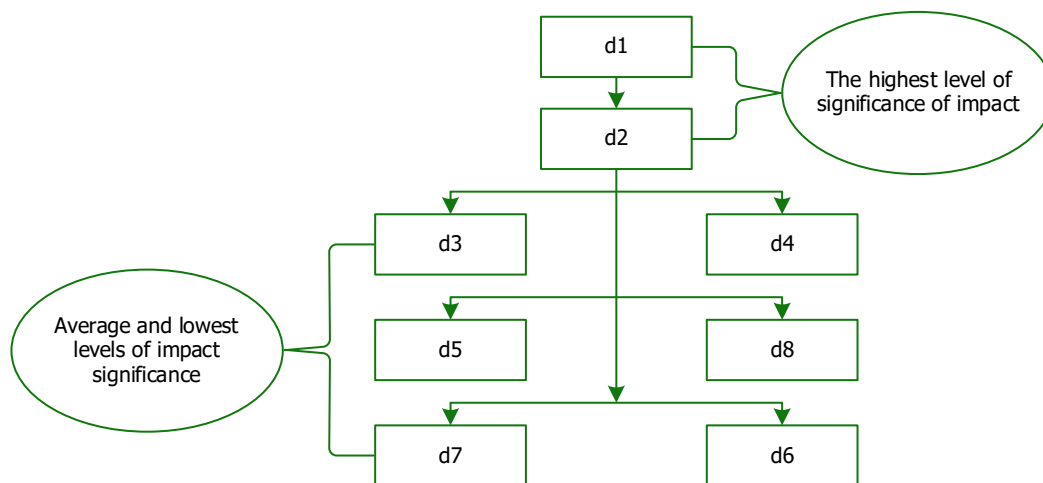 d1
The highest level of
significance of impact
d2
d3
d4
Average and lowest
levels of impact
significance
d5
d8
d7
d6